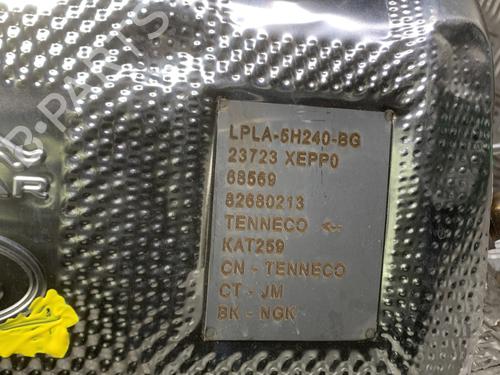 LPLA-5H240-BG
23723 XEPP0
68569
82680213
TENNECO
KAT259
CN - TENNECO
CT - JM
BK - NGK